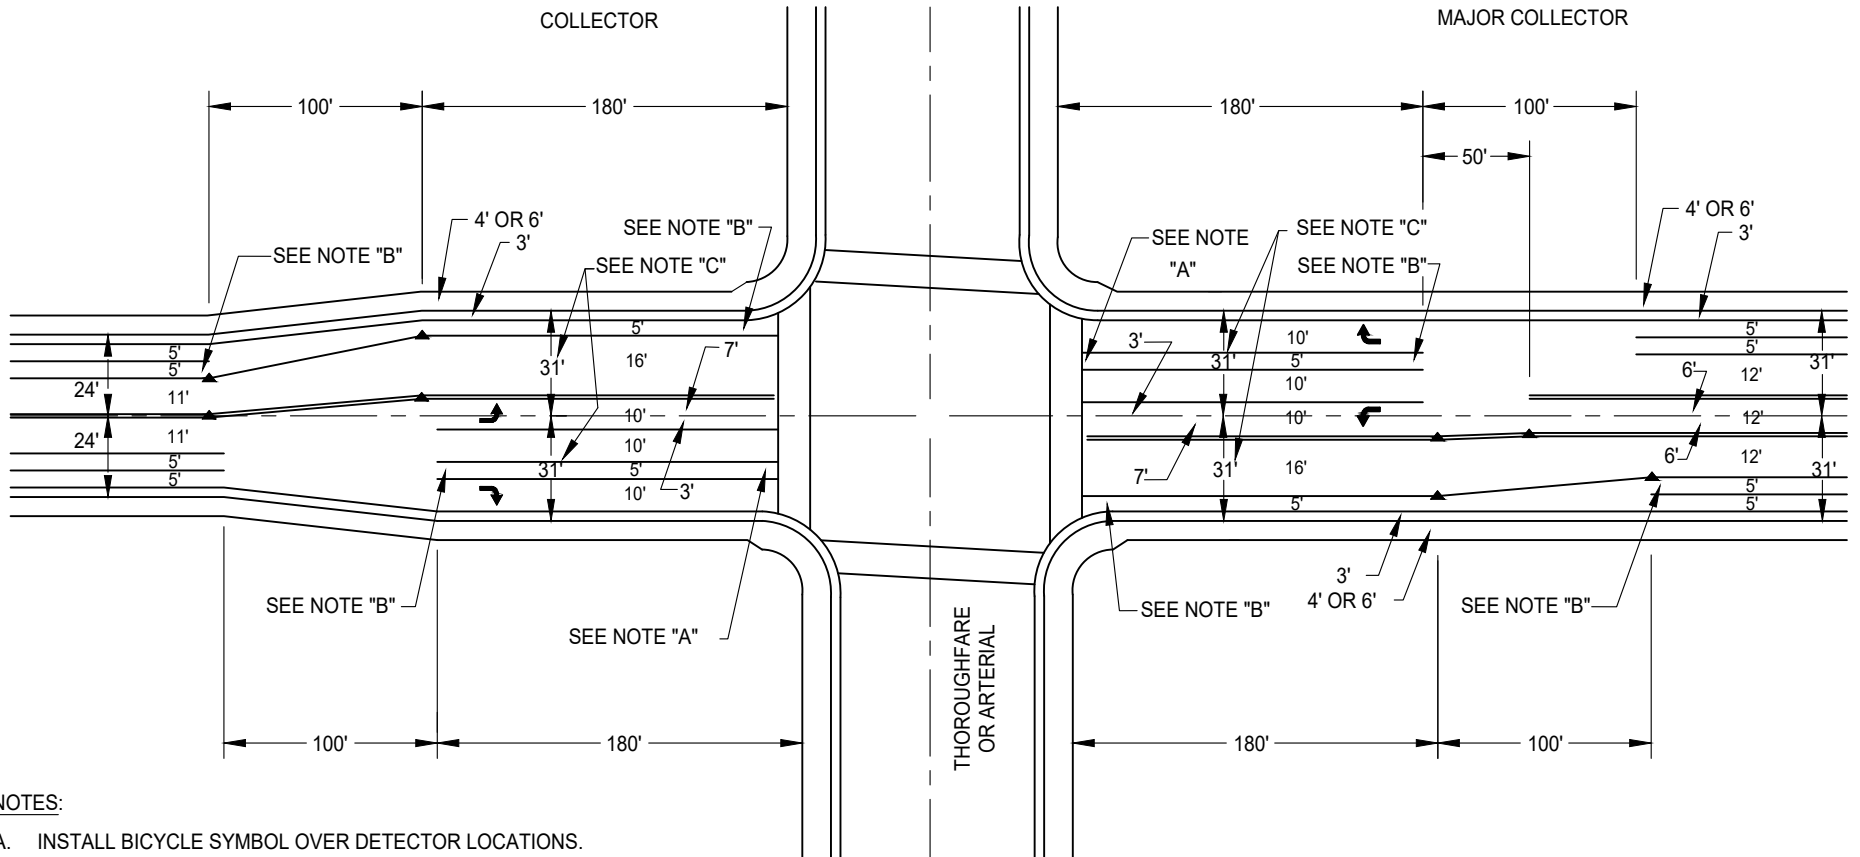 COLLECTOR
MAJOR COLLECTOR
100'
180'
180'
100'
50'
4' OR 6'
3'
SEE NOTE "B"
SEE NOTE "B"
SEE NOTE "C"
SEE NOTE
"A"
SEE NOTE "C"
SEE NOTE "B"
4' OR 6'
3'
5'
5'
24'
11'
11'
24'
5'
5'
5'
31'
16'
7'
10'
10'
31'
5'
10'
3'
3'
10'
31'
5'
10'
10'
7'
31'
16'
5'
5'
5'
6'
12'
31'
12'
6'
12'
31'
5'
5'
SEE NOTE "B"
SEE NOTE "A"
SEE NOTE "B"
3'
4' OR 6'
SEE NOTE "B"
THOROUGHFARE
OR ARTERIAL
100'
180'
180'
100'
NOTES:
A. INSTALL BICYCLE SYMBOL OVER DETECTOR LOCATIONS.